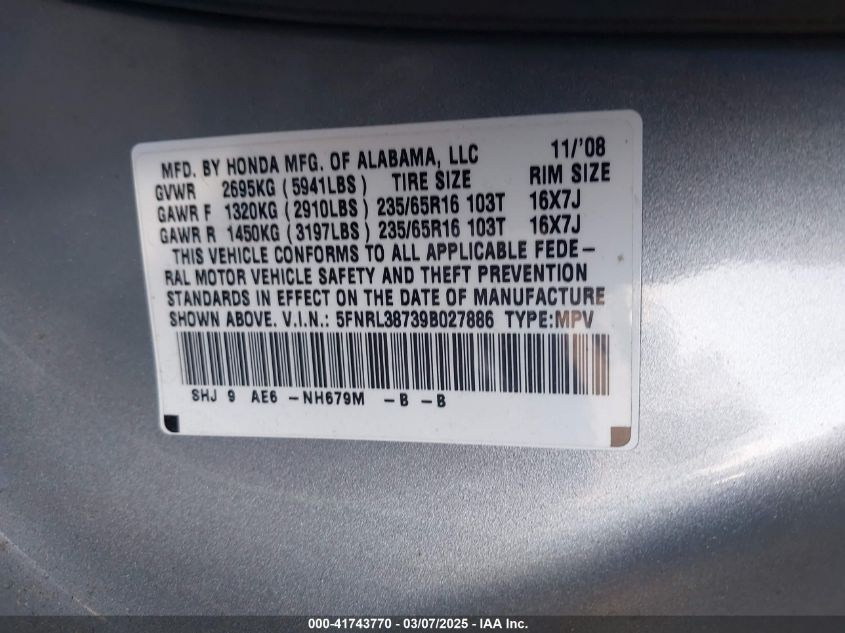 MFD. BY HONDA MFG. OF ALABAMA, LLC 11/'08
GVWR 2695KG (5941LBS) TIRE SIZE RIM SIZE
GAWR F 1320KG (2910LBS) 235/65R16 103T 16X7J
GAWR R 1450KG (3197LBS) 235/65R16 103T 16X7J
THIS VEHICLE CONFORMS TO ALL APPLICABLE FEDE-
RAL MOTOR VEHICLE SAFETY AND THEFT PREVENTION
STANDARDS IN EFFECT ON THE DATE OF MANUFACTURE
SHOWN ABOVE. V.I.N.: 5FNRL38739B027886 TYPE:MPV
SHJ 9 AE6 -NH679M -B -B
000-41743770 - 03/07/2025 - IAA Inc.